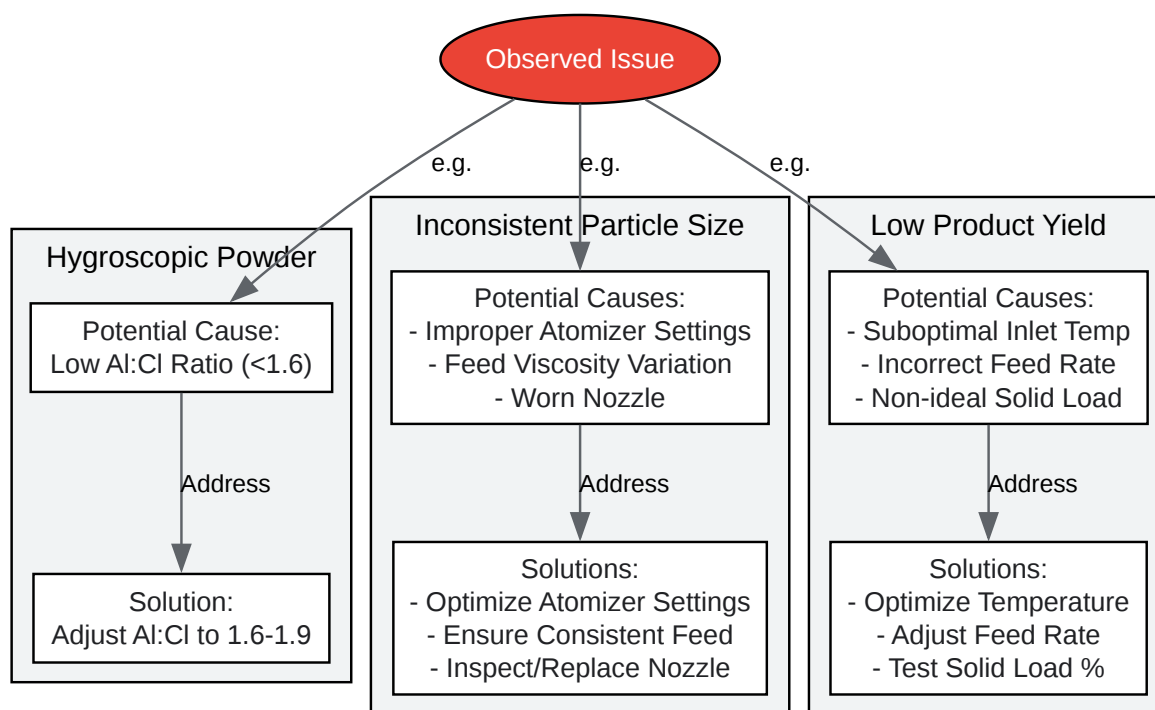 Observed Issue
e.g.
e.g.
e.g.
Hygroscopic Powder
Potential Cause:
Low Al:Cl Ratio (<1.6)
Address
Solution:
Adjust Al:Cl to 1.6-1.9
Inconsistent Particle Size
Potential Causes:
- Improper Atomizer Settings
- Feed Viscosity Variation
- Worn Nozzle
Address
Solutions:
- Optimize Atomizer Settings
- Ensure Consistent Feed
- Inspect/Replace Nozzle
Low Product Yield
Potential Causes:
- Suboptimal Inlet Temp
- Incorrect Feed Rate
- Non-ideal Solid Load
Address
Solutions:
- Optimize Temperature
- Adjust Feed Rate
- Test Solid Load %